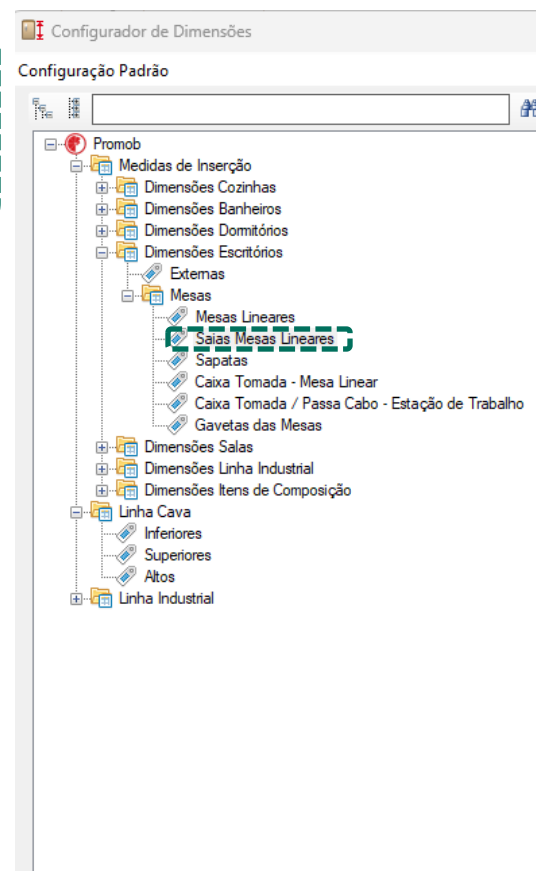 Configurador de Dimensões
Configuração Padrão
Promob
Medidas de Inserção
Dimensões Cozinhas
Dimensões Banheiros
Dimensões Dormitórios
Dimensões Escritórios
Externas
Mesas
Mesas Lineares
Saias Mesas Lineares
Sapatas
Caixa Tomada - Mesa Linear
Caixa Tomada / Passa Cabo - Estação de Trabalho
Gavetas das Mesas
Dimensões Salas
Dimensões Linha Industrial
Dimensões Itens de Composição
Linha Cava
Inferiores
Superiores
Altos
Linha Industrial